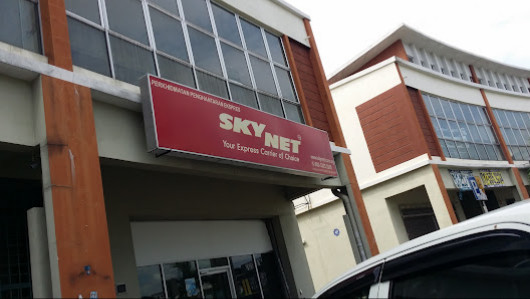 PERKHIDMATAN PENGHANTARAN EKSPRES
SKYNET
Your Express Carrier of Choice